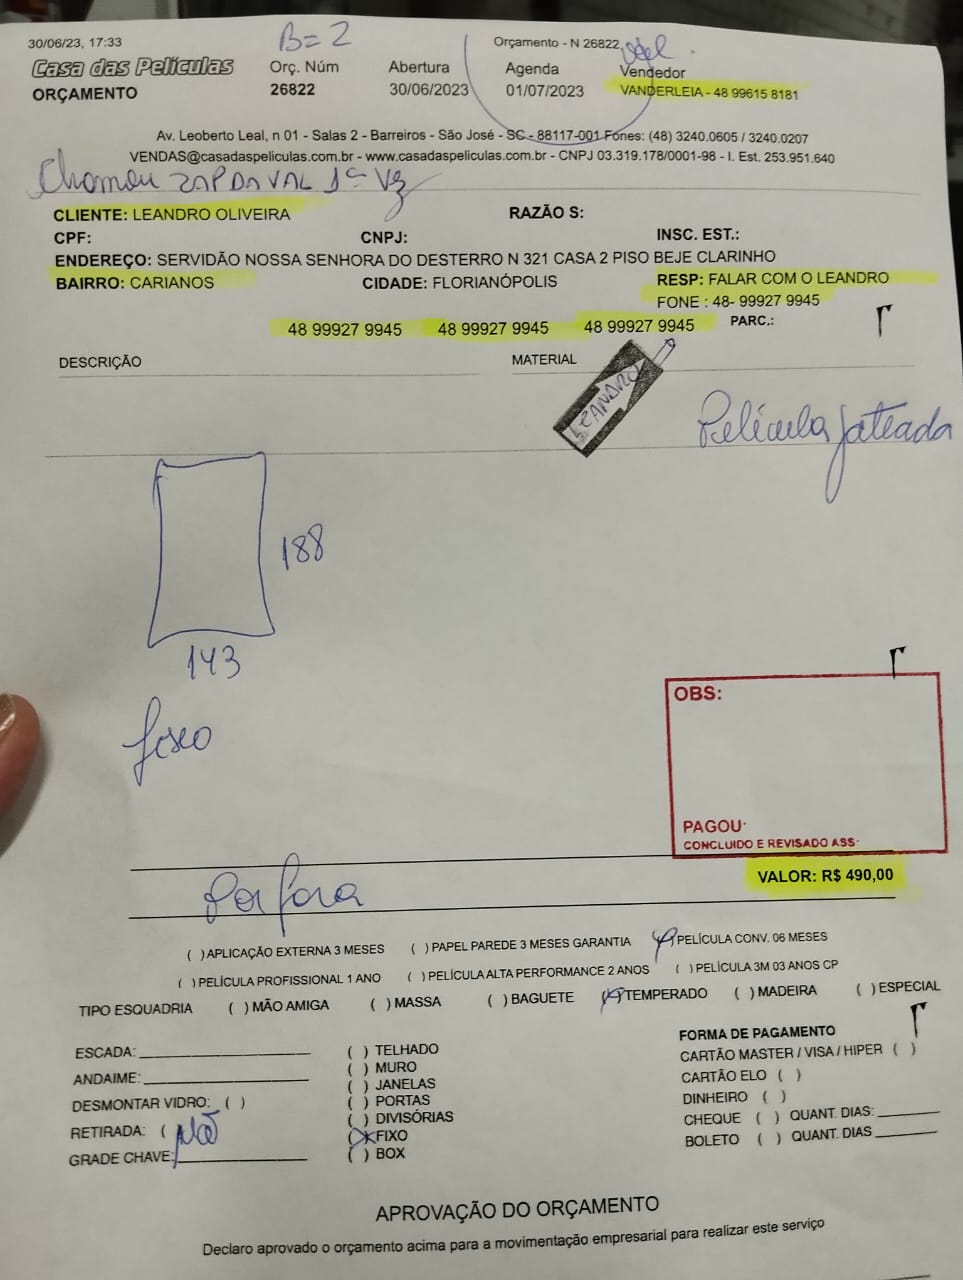 B=2
30/06/23, 17:33
Orçamento - N 26822
Casa das Películas Orç. Núm Abertura Agenda Vendedor
ORÇAMENTO 26822 30/06/2023 01/07/2023 VANDERLEIA - 48 99615 8181
Av. Leoberto Leal, n 01 - Salas 2 - Barreiros - São José - SC - 88117-001 Fones: (48) 3240.0605 / 3240.0207
VENDAS@casadaspeliculas.com.br - www.casadaspeliculas.com.br - CNPJ 03.319.178/0001-98 - I. Est. 253.951.640
Chamou ZAP DA VAL 1ª Vz
CLIENTE: LEANDRO OLIVEIRA RAZÃO S:
CPF: CNPJ: INSC. EST.:
ENDEREÇO: SERVIDÃO NOSSA SENHORA DO DESTERRO N 321 CASA 2 PISO BEJE CLARINHO
BAIRRO: CARIANOS CIDADE: FLORIANÓPOLIS RESP: FALAR COM O LEANDRO
FONE : 48- 99927 9945
48 99927 9945 48 99927 9945 48 99927 9945 PARC.:
DESCRIÇÃO MATERIAL
LEANDRO
Película jateada
188
143
fixo
OBS:
PAGOU:
CONCLUIDO E REVISADO ASS:
VALOR: R$ 490,00
Por fora
( ) APLICAÇÃO EXTERNA 3 MESES ( ) PAPEL PAREDE 3 MESES GARANTIA ( ) PELÍCULA CONV. 06 MESES
( ) PELÍCULA PROFISSIONAL 1 ANO ( ) PELÍCULA ALTA PERFORMANCE 2 ANOS ( ) PELÍCULA 3M 03 ANOS CP
TIPO ESQUADRIA ( ) MÃO AMIGA ( ) MASSA ( ) BAGUETE ( ) TEMPERADO ( ) MADEIRA ( ) ESPECIAL
ESCADA:
ANDAIME:
DESMONTAR VIDRO: ( )
RETIRADA: ( Não
GRADE CHAVE:
( ) TELHADO
( ) MURO
( ) JANELAS
( ) PORTAS
( ) DIVISÓRIAS
(X) FIXO
( ) BOX
FORMA DE PAGAMENTO
CARTÃO MASTER / VISA / HIPER ( )
CARTÃO ELO ( )
DINHEIRO ( )
CHEQUE ( ) QUANT. DIAS:
BOLETO ( ) QUANT. DIAS
APROVAÇÃO DO ORÇAMENTO
Declaro aprovado o orçamento acima para a movimentação empresarial para realizar este serviço